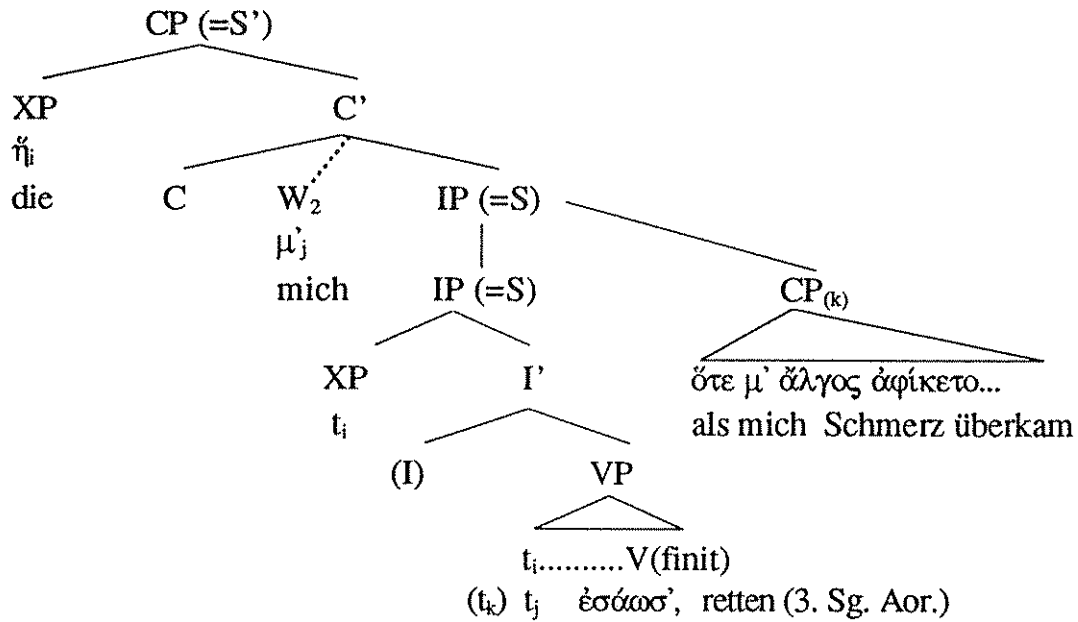 CP (=S’)
XP C’
ἥi
die C W2 IP (=S)
μ’j
mich IP (=S) CP(k)
XP I’ ὅτε μ’ ἄλγος ἀφίκετο...
ti als mich Schmerz überkam
(I) VP
ti..........V(finit)
(tk) tj ἐσάωσ’, retten (3. Sg. Aor.)